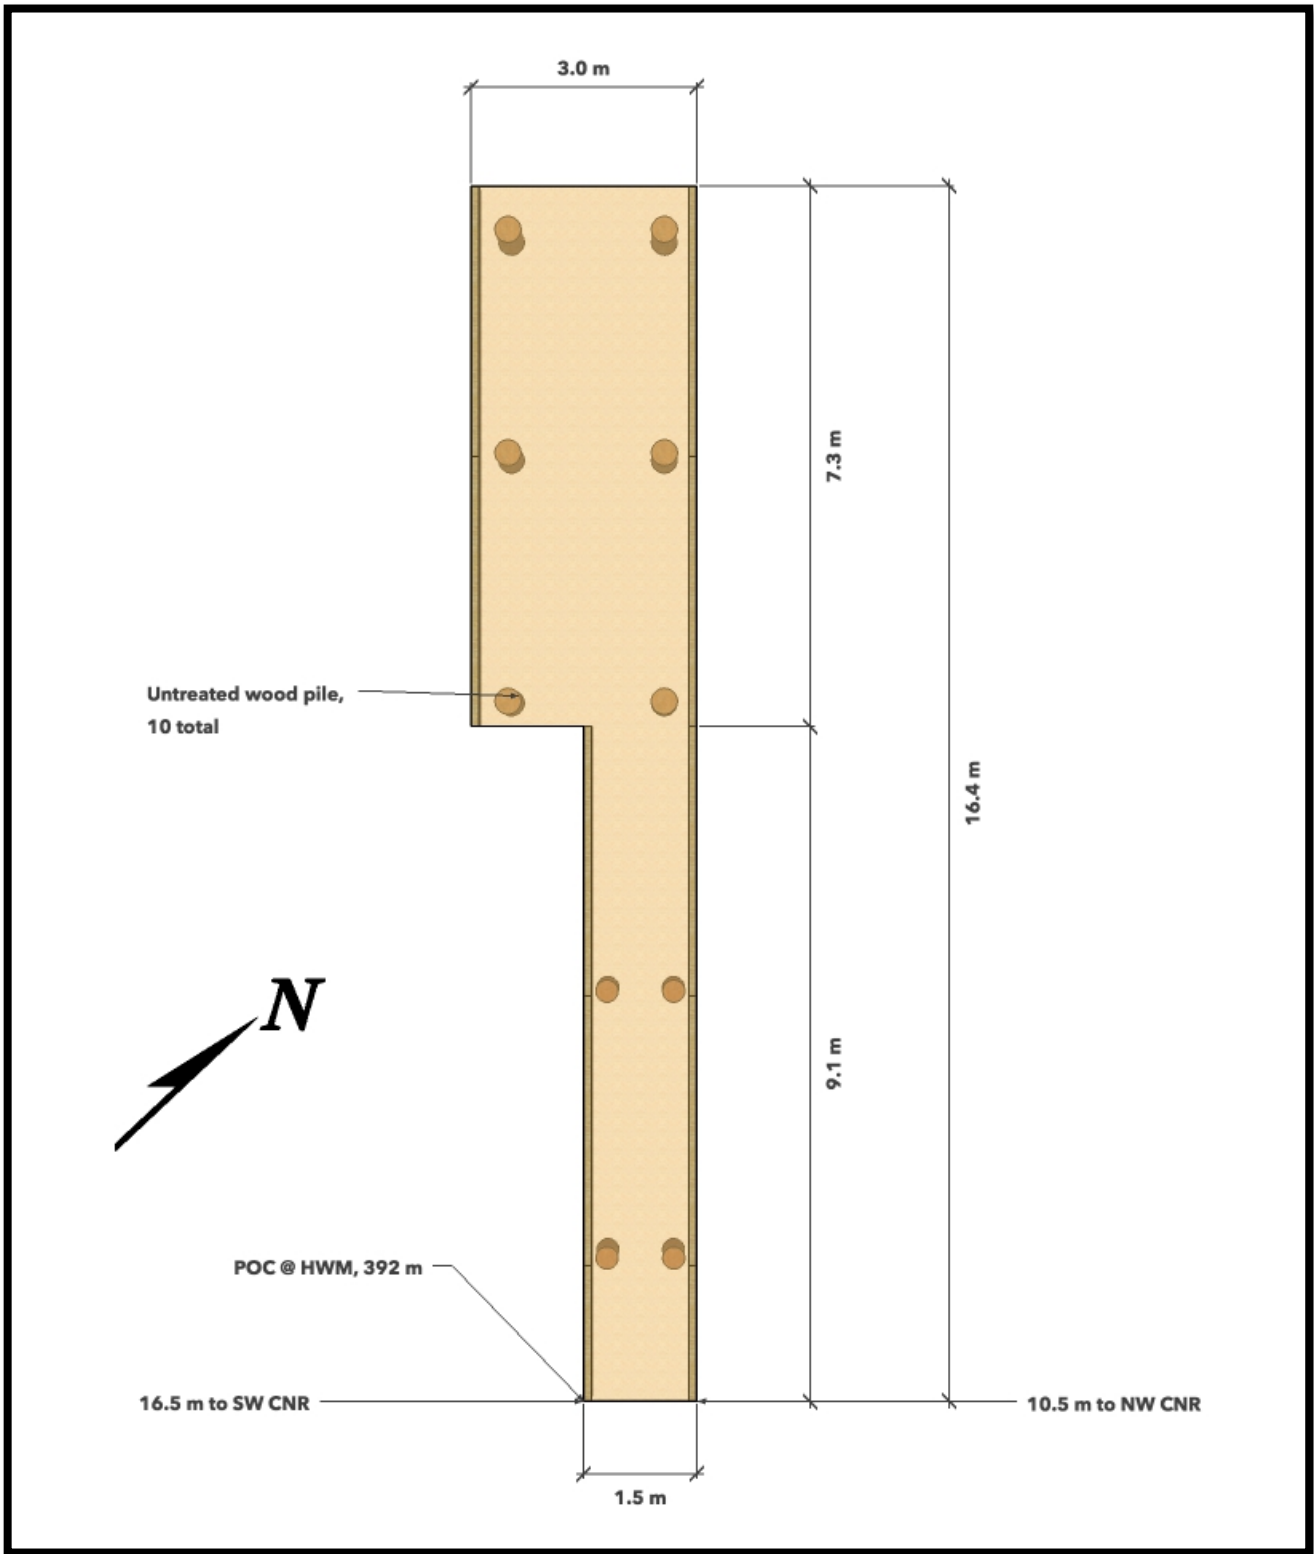 3.0 m
7.3 m
Untreated wood pile,
10 total
16.4 m
N
9.1 m
POC @ HWM, 392 m
16.5 m to SW CNR
10.5 m to NW CNR
1.5 m